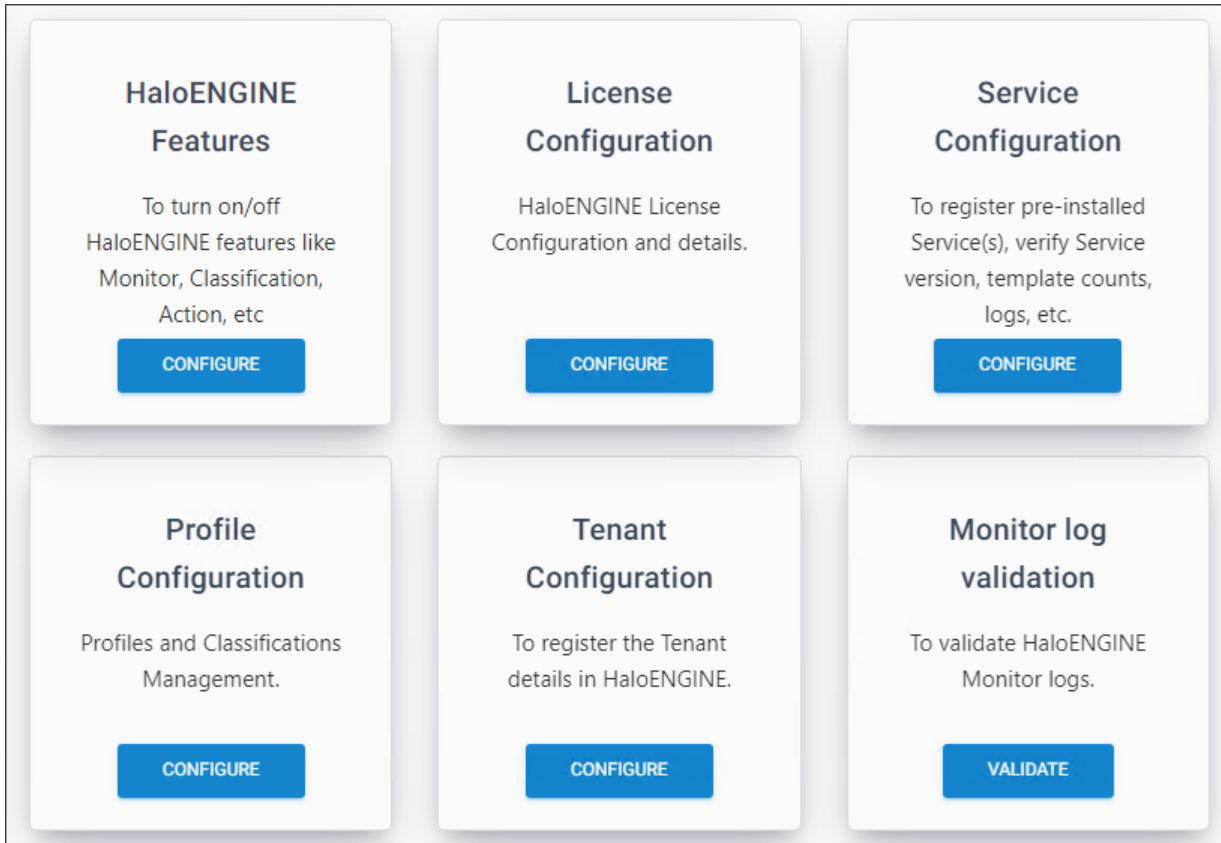 HaloENGINE
Features
To turn on/off
HaloENGINE features like
Monitor, Classification,
Action, etc
CONFIGURE
License
Configuration
HaloENGINE License
Configuration and details.
CONFIGURE
Service
Configuration
To register pre-installed
Service(s), verify Service
version, template counts,
logs, etc.
CONFIGURE
Profile
Configuration
Profiles and Classifications
Management.
CONFIGURE
Tenant
Configuration
To register the Tenant
details in HaloENGINE.
CONFIGURE
Monitor log
validation
To validate HaloENGINE
Monitor logs.
VALIDATE